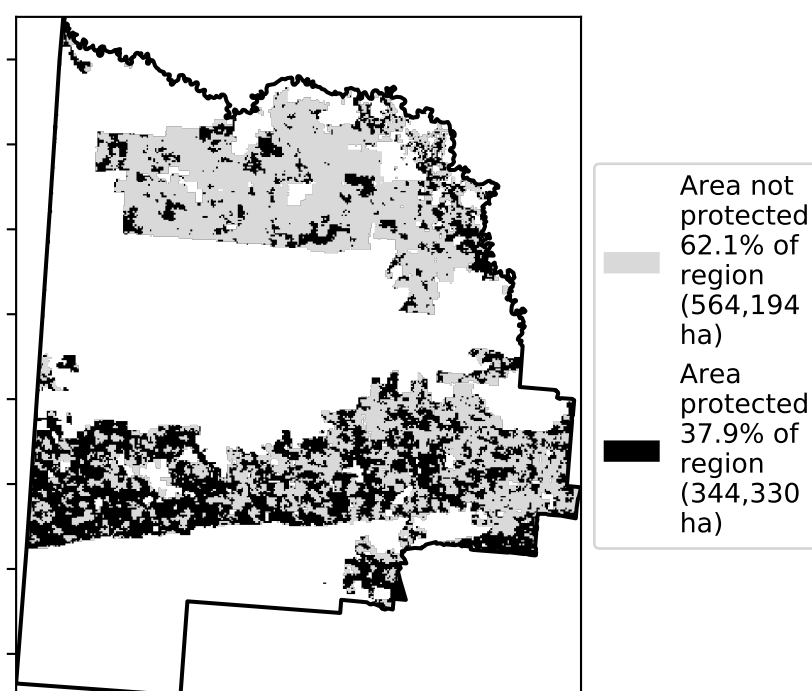 Area not
protected
62.1% of
region
(564,194
ha)
Area
protected
37.9% of
region
(344,330
ha)